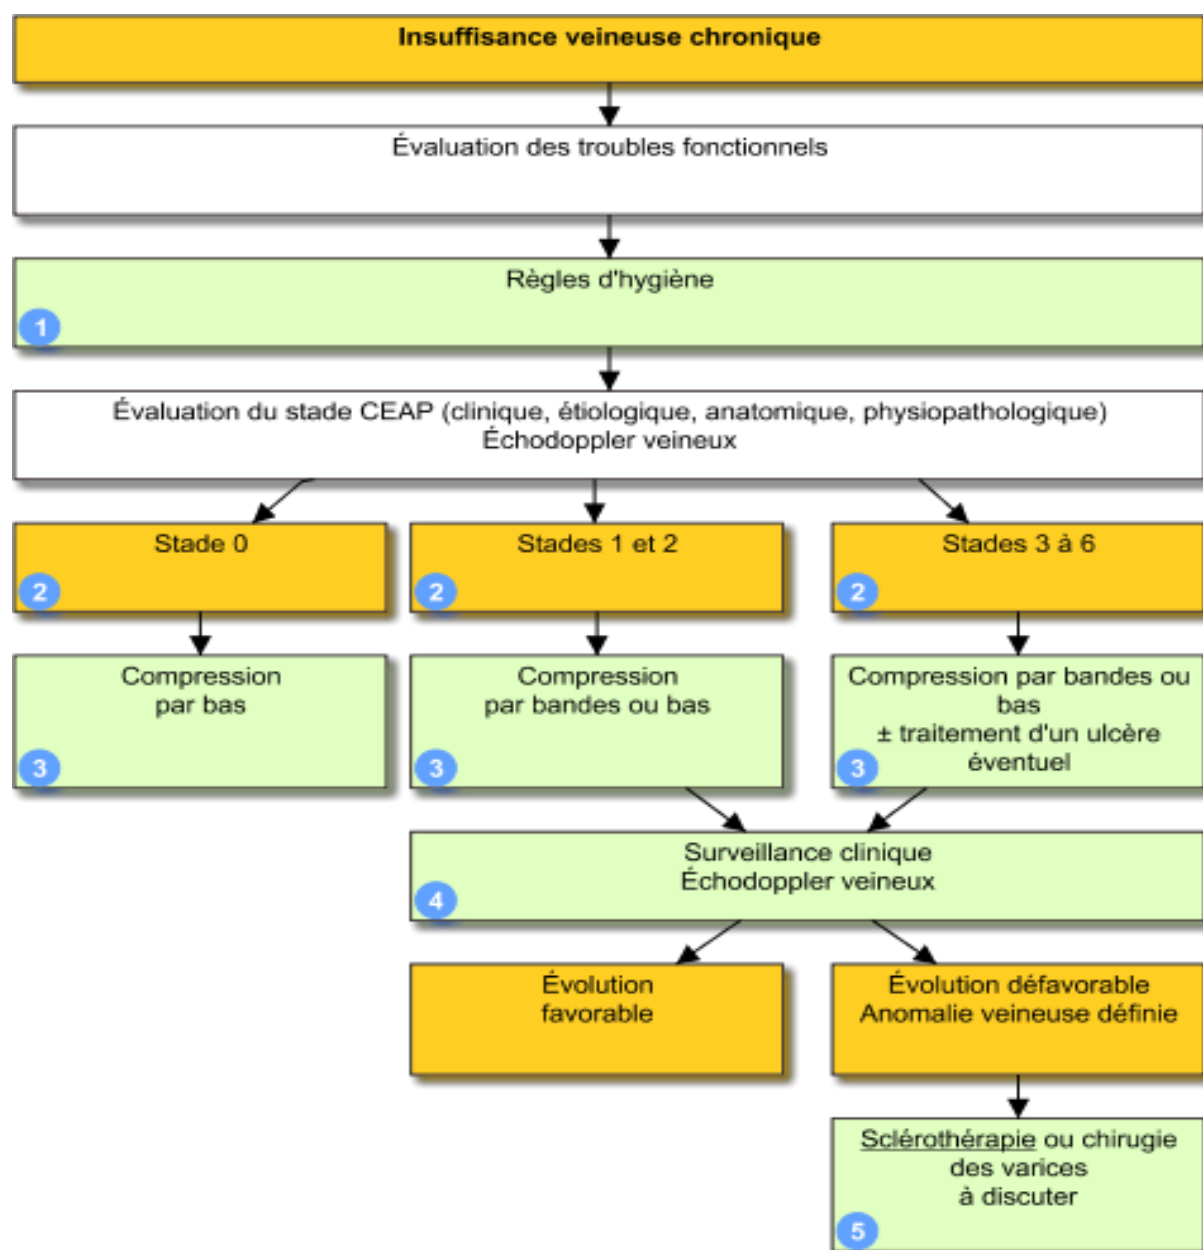 Insuffisance veineuse chronique
Évaluation des troubles fonctionnels
Règles d'hygiène
1
Évaluation du stade CEAP (clinique, étiologique, anatomique, physiopathologique)
Échodoppler veineux
Stade 0
2
Stades 1 et 2
2
Stades 3 à 6
2
Compression
par bas
3
Compression
par bandes ou bas
3
Compression par bandes ou
bas
± traitement d'un ulcère
éventuel
3
Surveillance clinique
Échodoppler veineux
4
Évolution
favorable
Évolution défavorable
Anomalie veineuse définie
Sclérothérapie ou chirugie
des varices
à discuter
5